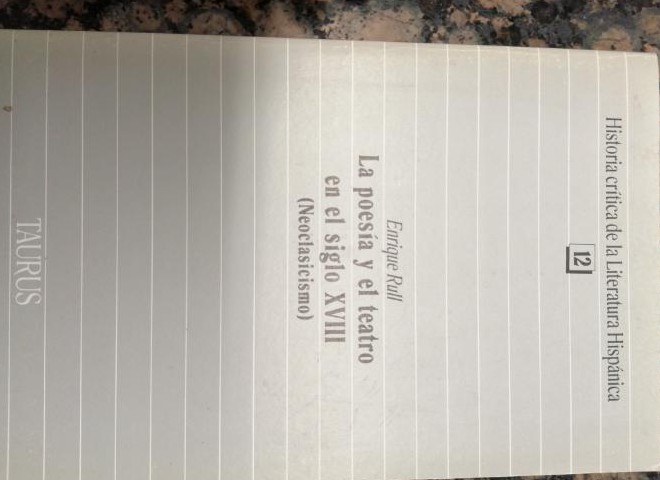 Historia crítica de la Literatura Hispánica
12
Enrique Rull
La poesía y el teatro
en el siglo XVIII
(Neoclasicismo)
TAURUS